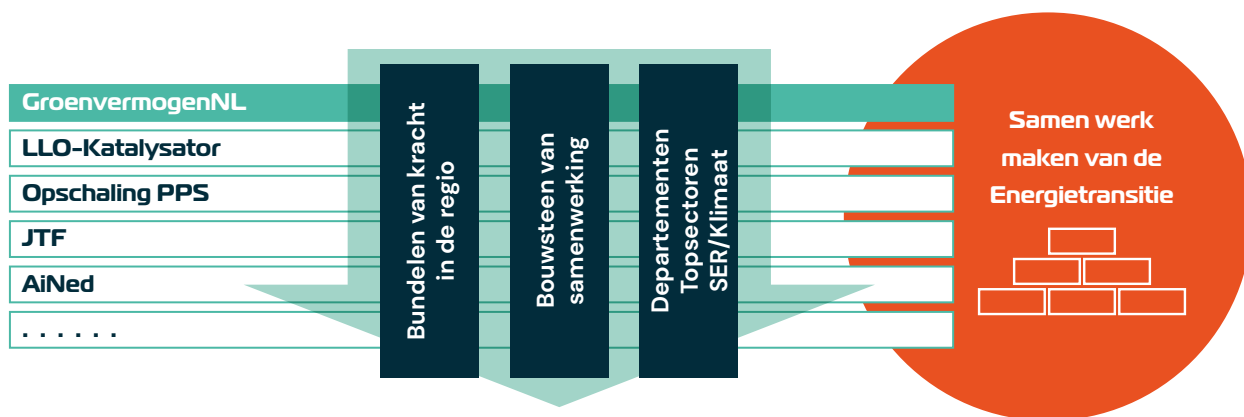 GroenvermogenNL
LLO-Katalysator
Opschaling PPS
JTF
AiNed
. . . . . .
Bundelen van kracht
in de regio
Bouwsteen van
samenwerking
Departementen
Topsectoren
SER/Klimaat
Samen werk
maken van de
Energietransitie